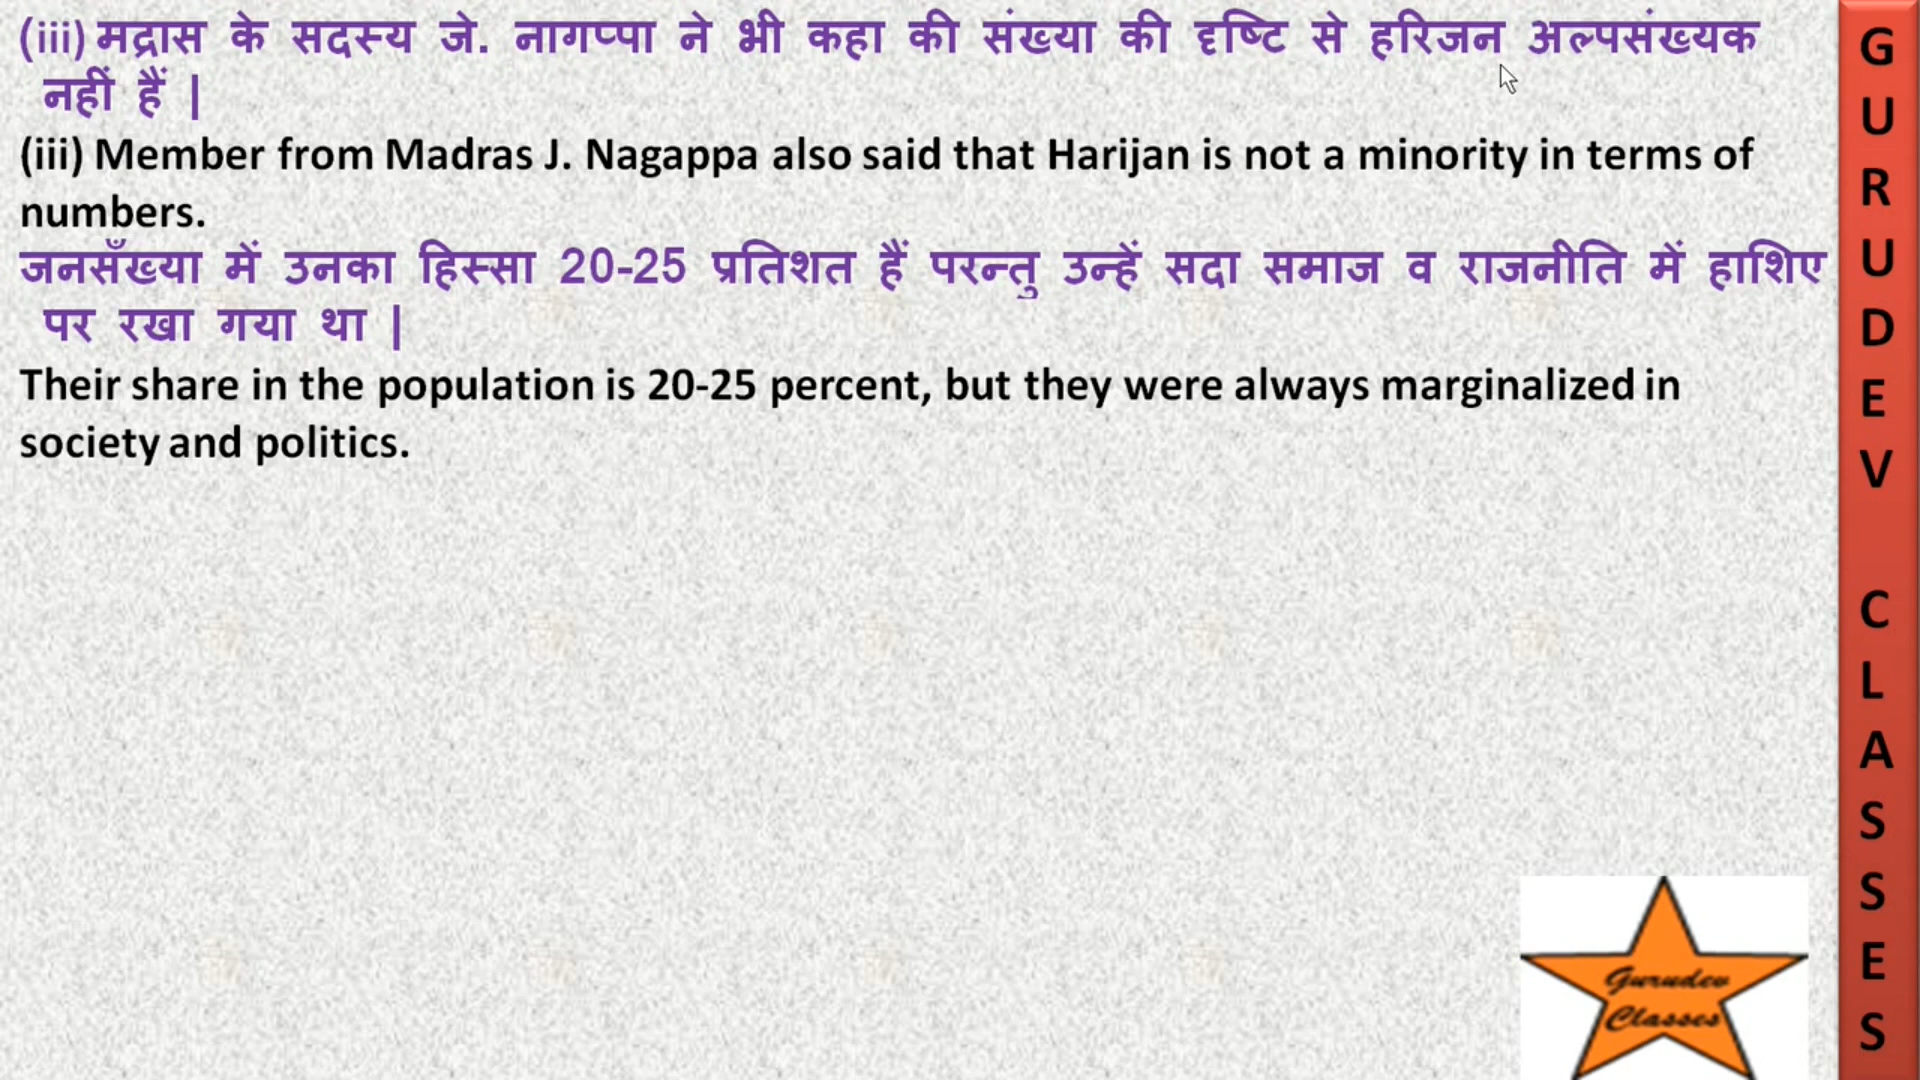 (iii) मद्रास के सदस्य जे. नागप्पा ने भी कहा की संख्या की दृष्टि से हरिजन अल्पसंख्यक
नहीं हैं |
(iii) Member from Madras J. Nagappa also said that Harijan is not a minority in terms of
numbers.
जनसँख्या में उनका हिस्सा 20-25 प्रतिशत हैं परन्तु उन्हें सदा समाज व राजनीति में हाशिए
पर रखा गया था |
Their share in the population is 20-25 percent, but they were always marginalized in
society and politics.
GURUDEV CLASSES
Gurudev
Classes